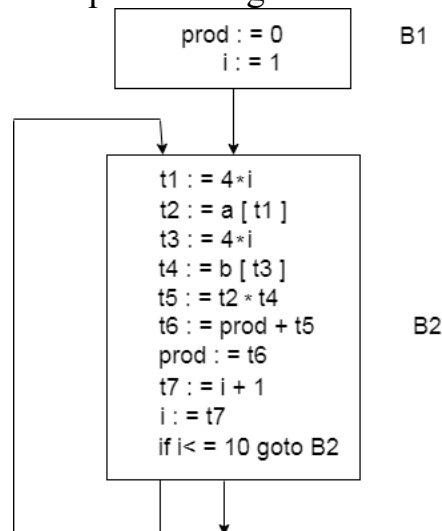 prod : = 0
i : = 1
B1
t1 : = 4*i
t2 : = a [ t1 ]
t3 : = 4*i
t4 : = b [ t3 ]
t5 : = t2 * t4
t6 : = prod + t5
B2
prod : = t6
t7 : = i + 1
i : = t7
if i< = 10 goto B2